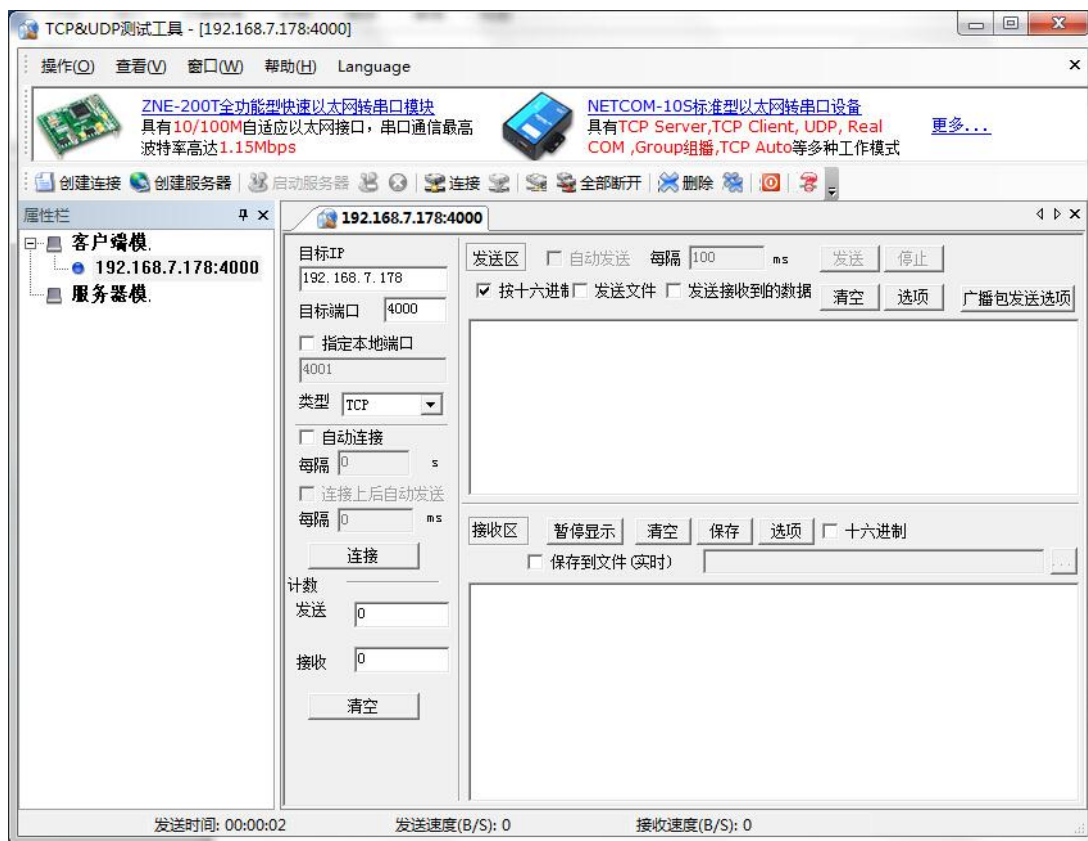 TCP&UDP测试工具 - [192.168.7.178:4000]
操作(O) 查看(V) 窗口(W) 帮助(H) Language
ZNE-200T全功能型快速以太网转串口模块
具有10/100M自适应以太网接口，串口通信最高
波特率高达1.15Mbps
NETCOM-10S标准型以太网转串口设备
具有TCP Server,TCP Client, UDP, Real
COM ,Group组播,TCP Auto等多种工作模式
更多...
创建连接 创建服务器 启动服务器 连接 全部断开 删除
属性栏
客户端模.
192.168.7.178:4000
服务器模.
192.168.7.178:4000
目标IP
192.168.7.178
目标端口 4000
指定本地端口
4001
类型 TCP
自动连接
每隔 0 s
连接上后自动发送
每隔 0 ms
连接
计数
发送 0
接收 0
清空
发送区 自动发送 每隔 100 ms 发送 停止
按十六进制 发送文件 发送接收到的数据 清空 选项 广播包发送选项
接收区 暂停显示 清空 保存 选项 十六进制
保存到文件(实时) ...
发送时间: 00:00:02 发送速度(B/S): 0 接收速度(B/S): 0